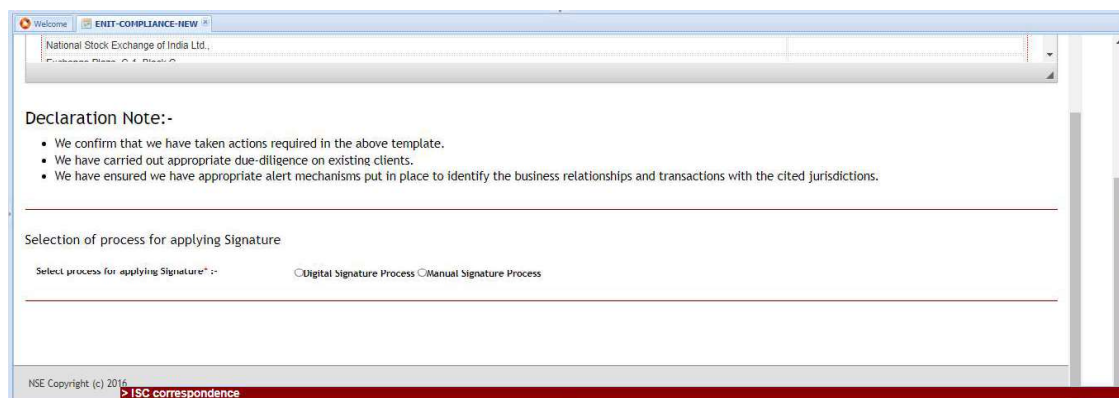 Welcome ENIT-COMPLIANCE-NEW
National Stock Exchange of India Ltd.,
Exchange Plaza, C-1, Block G
Declaration Note:-
• We confirm that we have taken actions required in the above template.
• We have carried out appropriate due-diligence on existing clients.
• We have ensured we have appropriate alert mechanisms put in place to identify the business relationships and transactions with the cited jurisdictions.
Selection of process for applying Signature
Select process for applying Signature* :- Digital Signature Process Manual Signature Process
NSE Copyright (c) 2016
> ISC correspondence